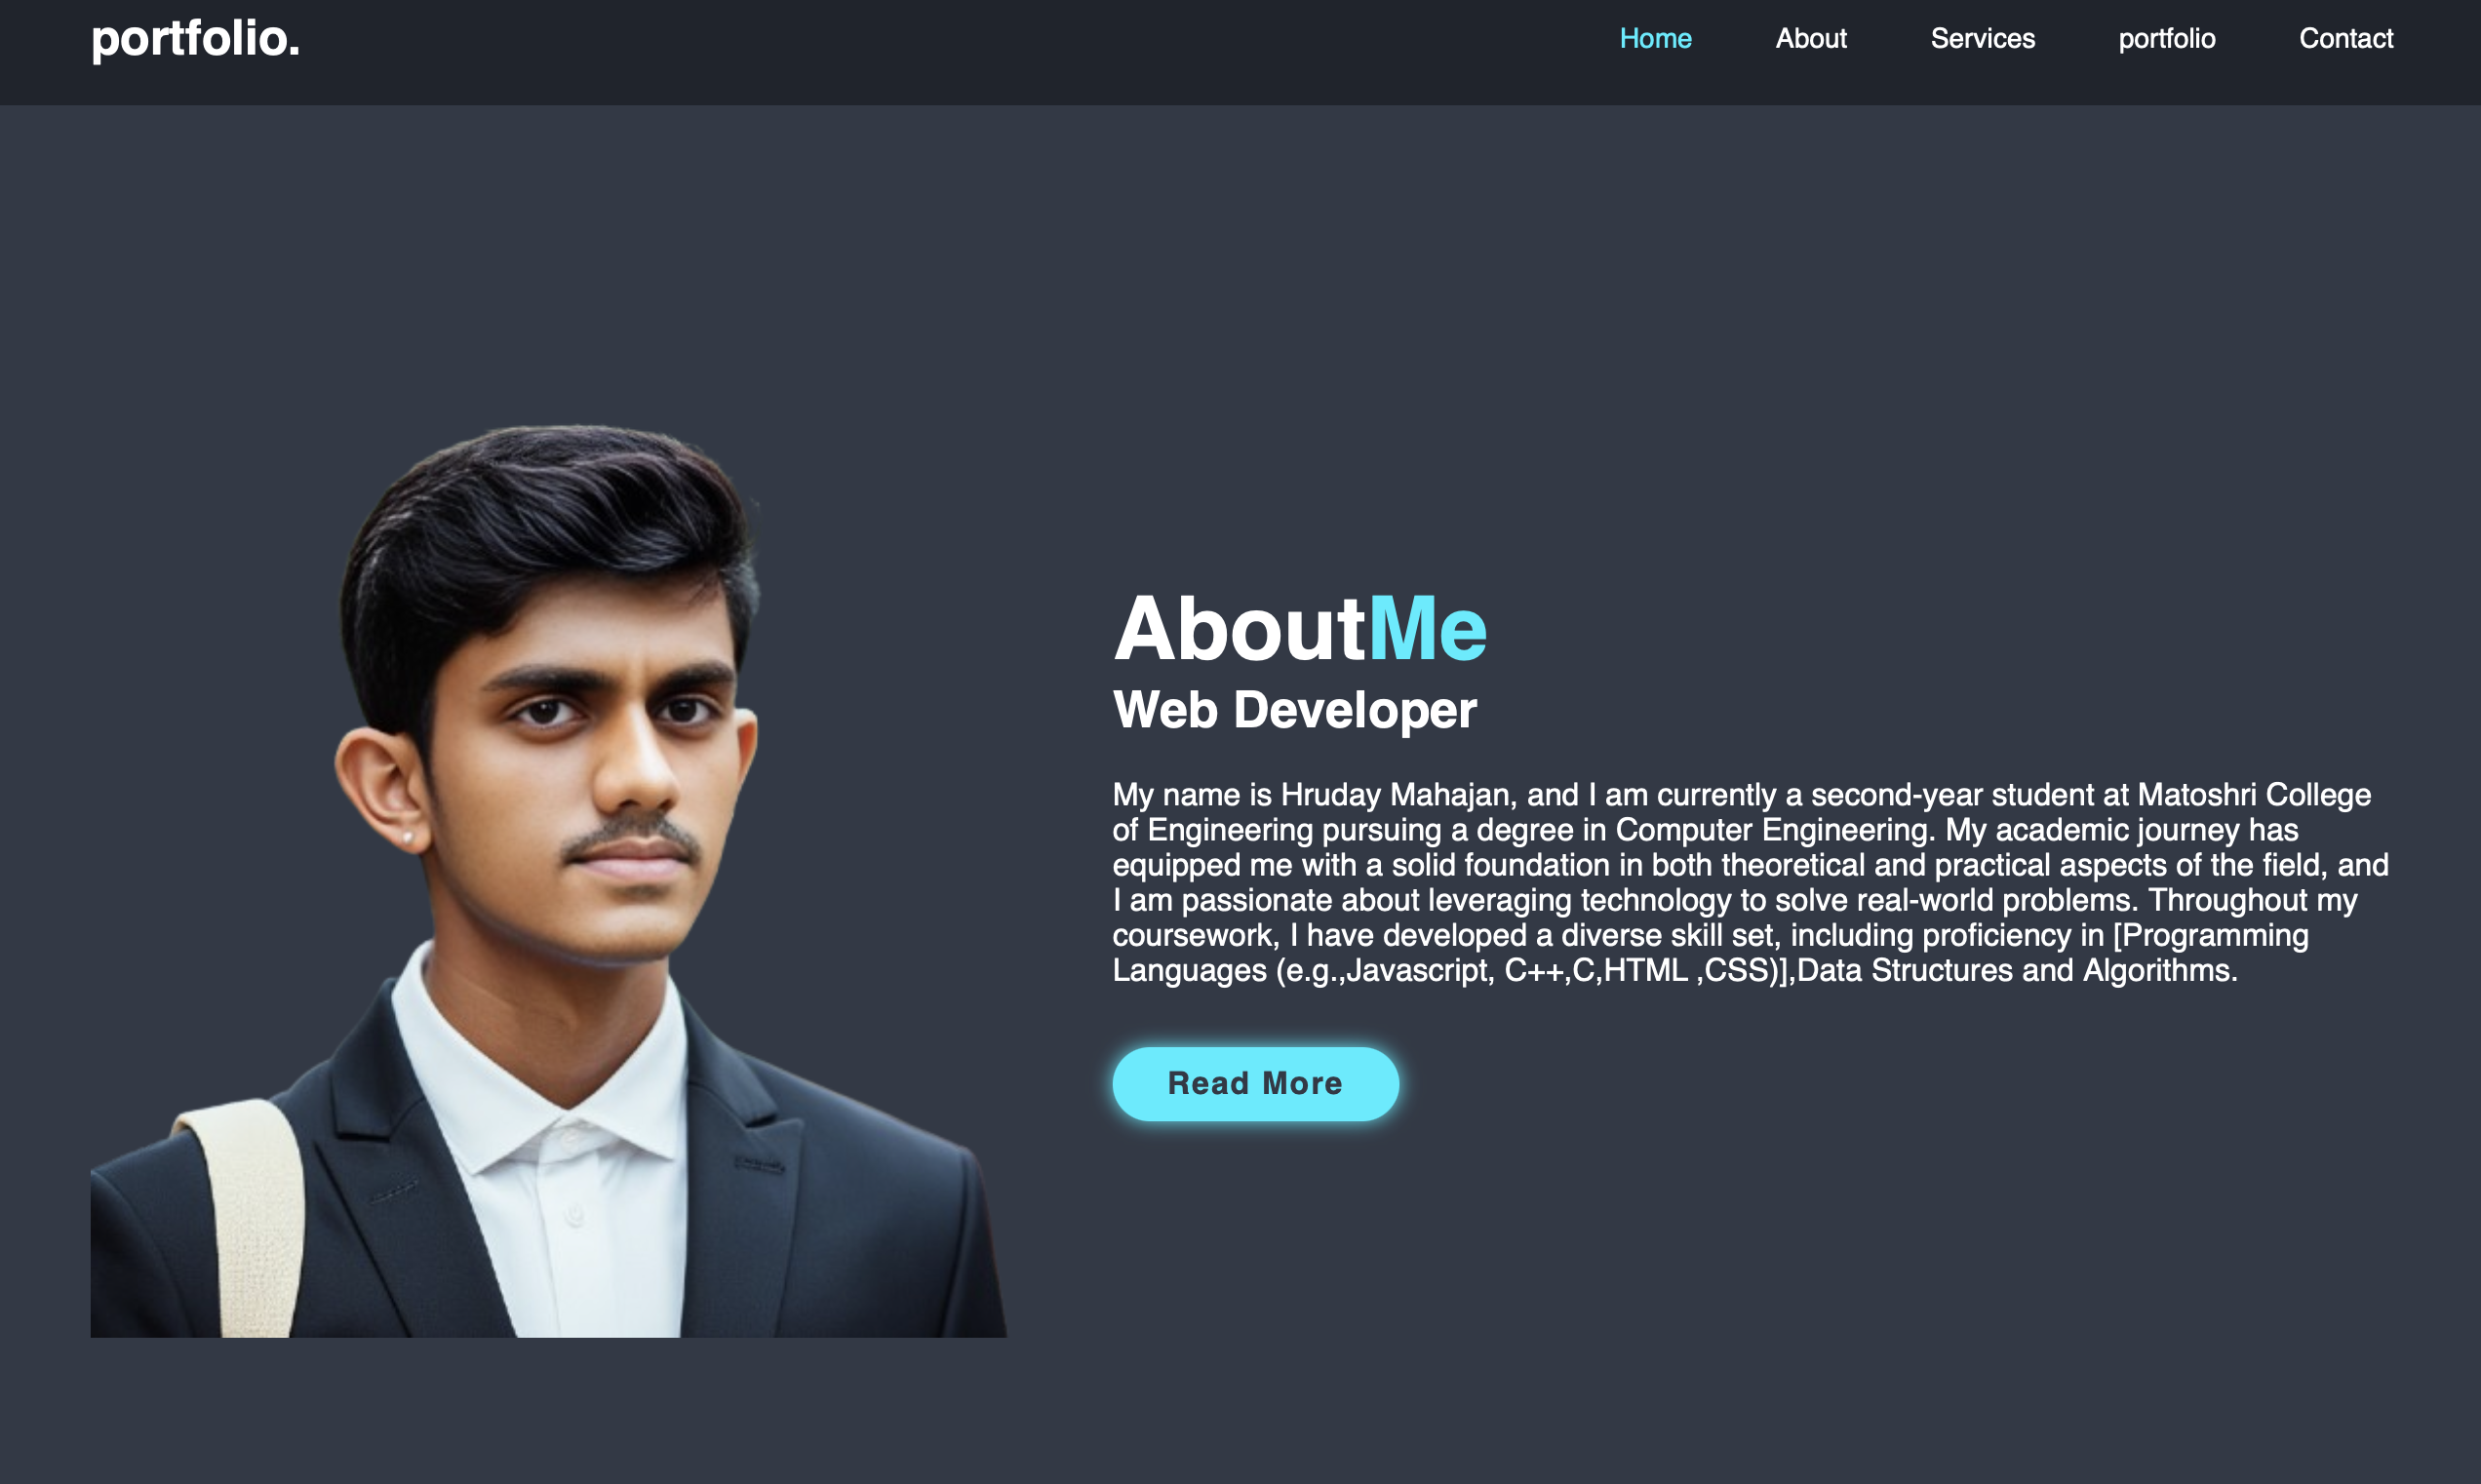 portfolio.
Home About Services portfolio Contact
AboutMe
Web Developer
My name is Hruday Mahajan, and I am currently a second-year student at Matoshri College
of Engineering pursuing a degree in Computer Engineering. My academic journey has
equipped me with a solid foundation in both theoretical and practical aspects of the field, and
I am passionate about leveraging technology to solve real-world problems. Throughout my
coursework, I have developed a diverse skill set, including proficiency in [Programming
Languages (e.g.,Javascript, C++,C,HTML ,CSS)],Data Structures and Algorithms.
Read More